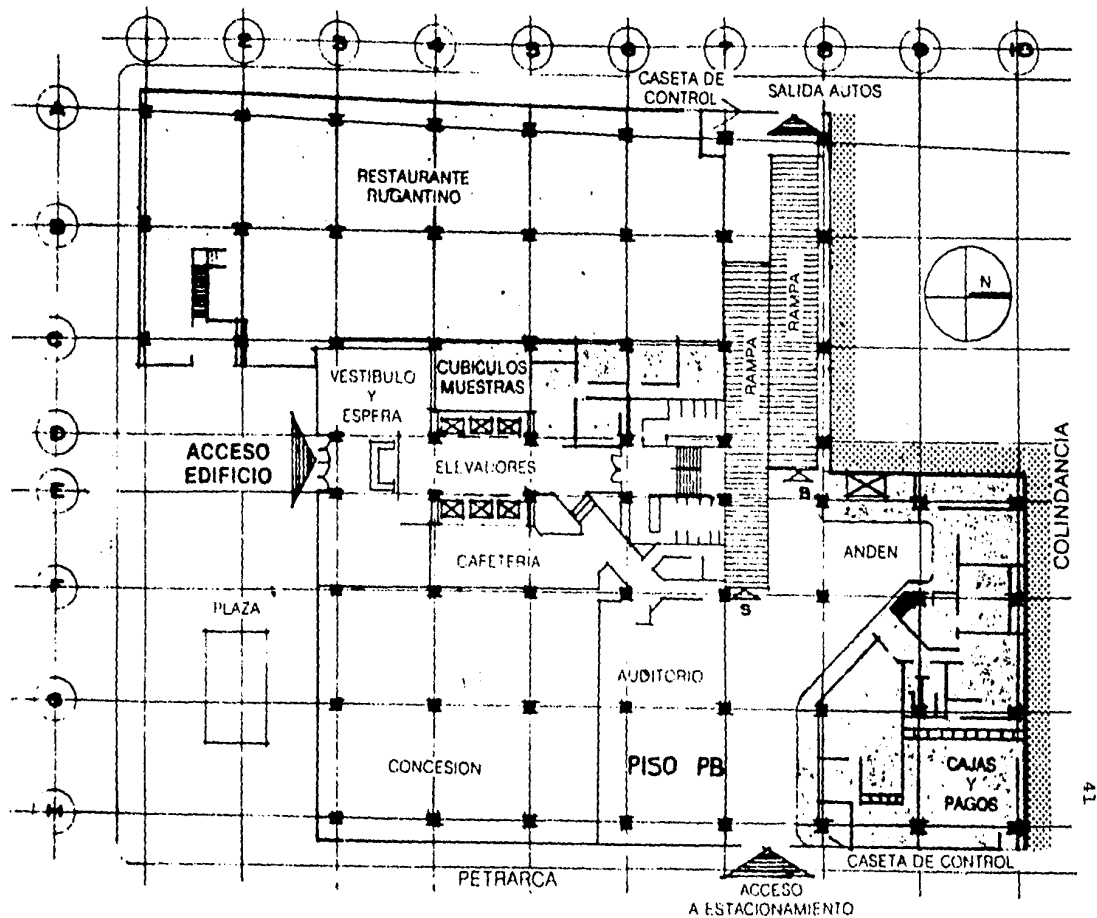 2 3 4 5 6 7 8 9 10
A
B
C
D
E
F
G
H
CASETA DE
CONTROL
SALIDA AUTOS
RESTAURANTE
RUGANTINO
RAMPA
RAMPA
N
VESTIBULO
Y
ESPERA
CUBICULOS
MUESTRAS
ACCESO
EDIFICIO
ELEVADORES
B
COLINDANCIA
CAFETERIA
ANDEN
PLAZA
S
AUDITORIO
CONCESION
PISO PB
CAJAS
Y
PAGOS
41
CASETA DE CONTROL
PETRARCA
ACCESO
A ESTACIONAMIENTO